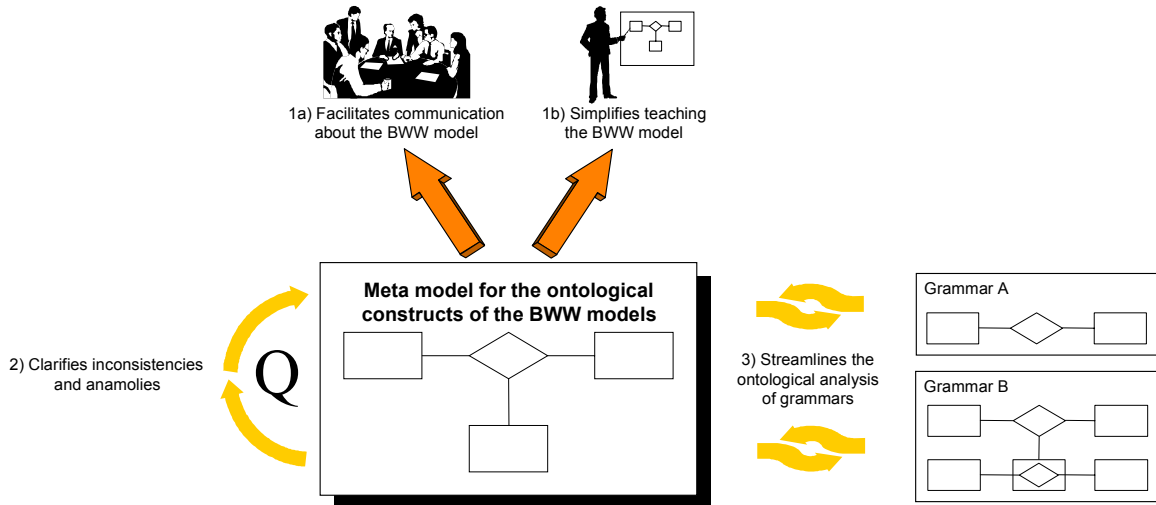 1a) Facilitates communication
about the BWW model
1b) Simplifies teaching
the BWW model
Meta model for the ontological
constructs of the BWW models
2) Clarifies inconsistencies
and anamolies
Q
3) Streamlines the
ontological analysis
of grammars
Grammar A
Grammar B